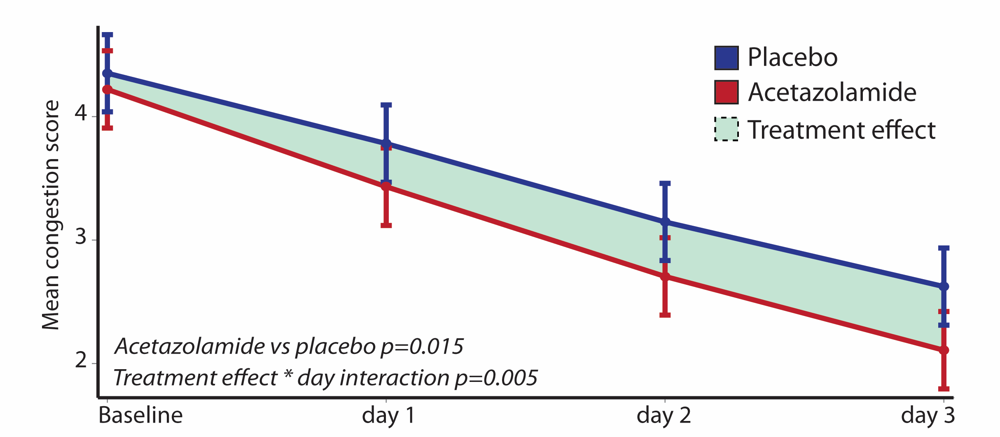 Placebo
Acetazolamide
Treatment effect
Mean congestion score
4
3
2
Acetazolamide vs placebo p=0.015
Treatment effect * day interaction p=0.005
Baseline
day 1
day 2
day 3